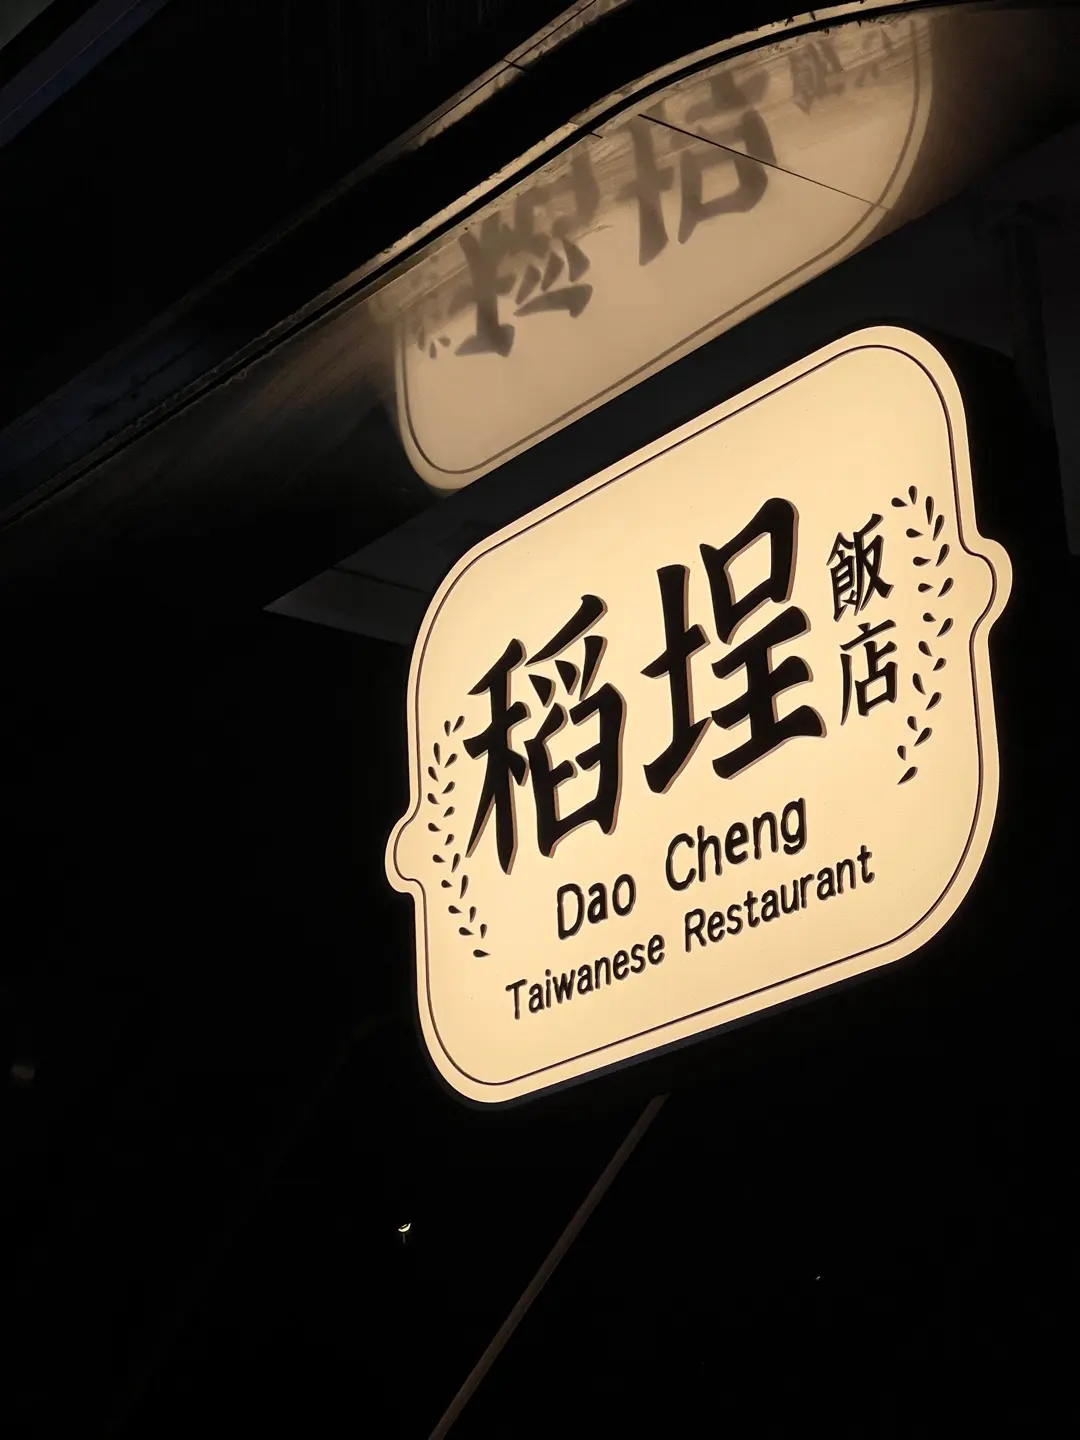 稻埕
飯店
Dao Cheng
Taiwanese Restaurant